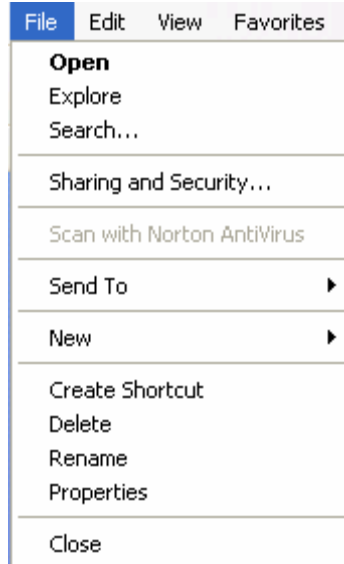 File Edit View Favorites
Open
Explore
Search...
Sharing and Security...
Scan with Norton AntiVirus
Send To
New
Create Shortcut
Delete
Rename
Properties
Close